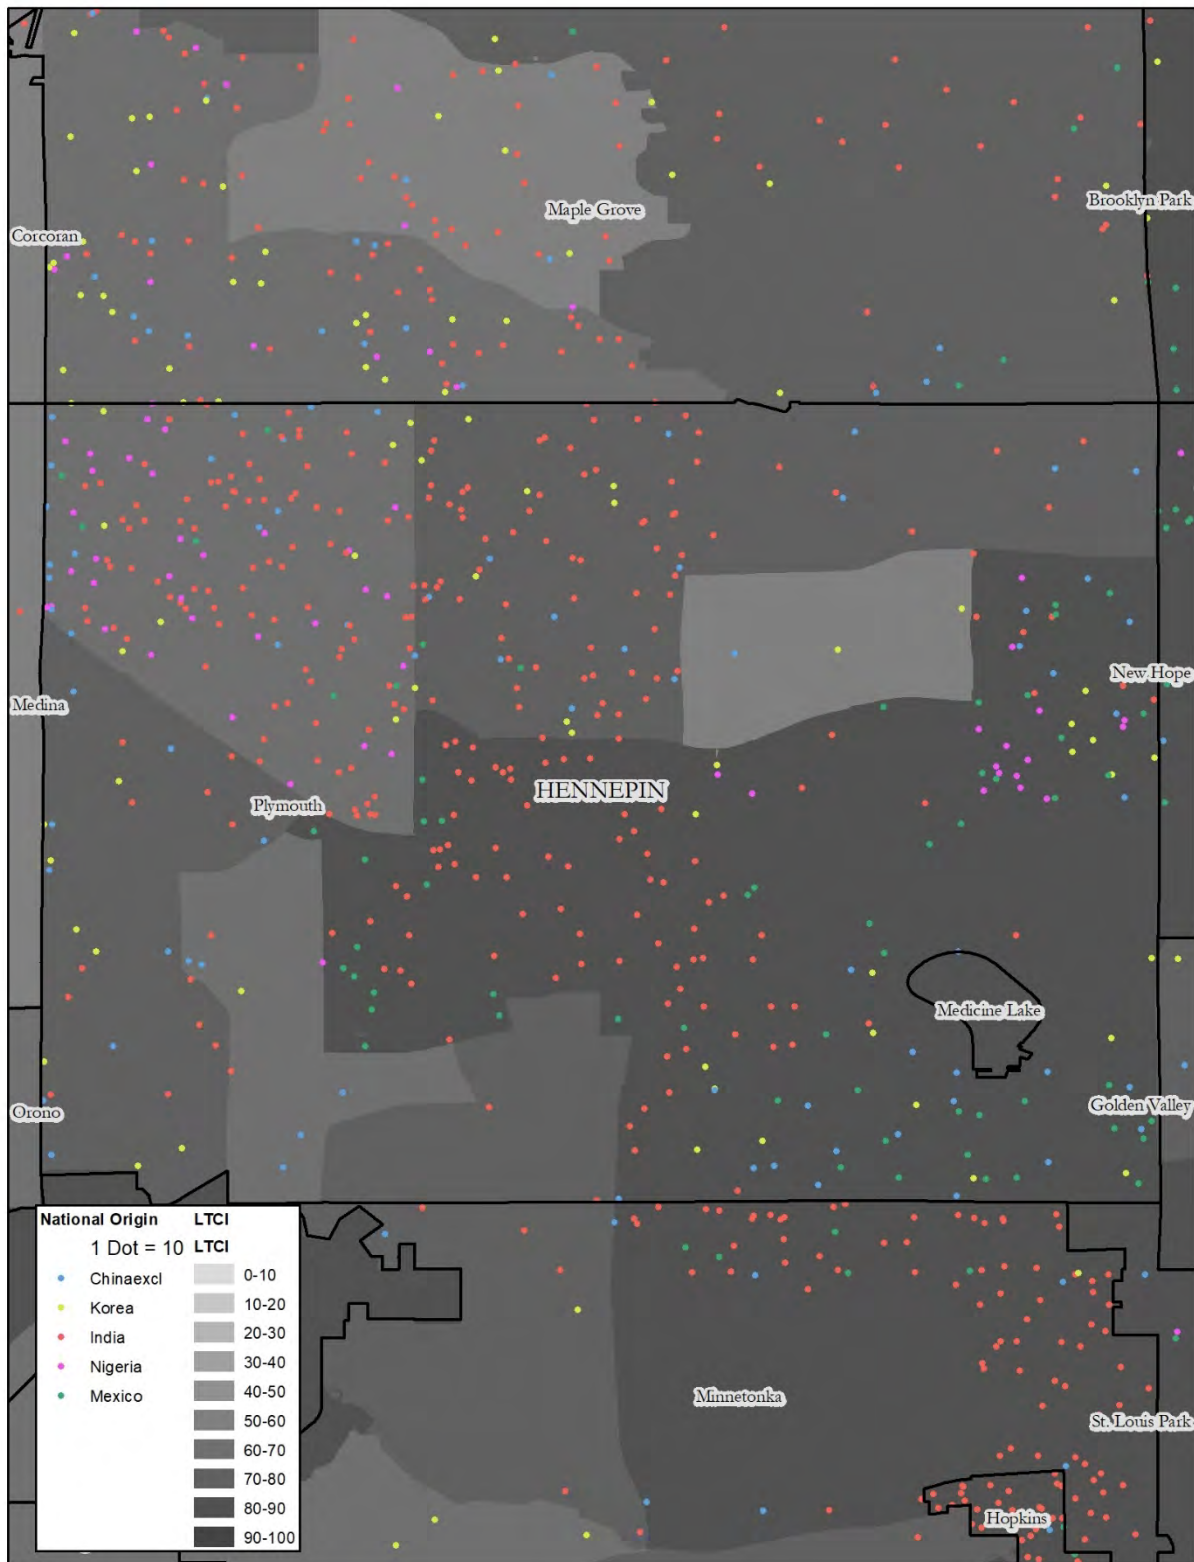 Maple Grove
Brooklyn Park
Corcoran
New Hope
Medina
HENNEPIN
Plymouth
Medicine Lake
Orono
Golden Valley
Minnetonka
St. Louis Park
Hopkins
National Origin
1 Dot = 10
Chinaexcl
Korea
India
Nigeria
Mexico
LTCI
LTCI
0-10
10-20
20-30
30-40
40-50
50-60
60-70
70-80
80-90
90-100